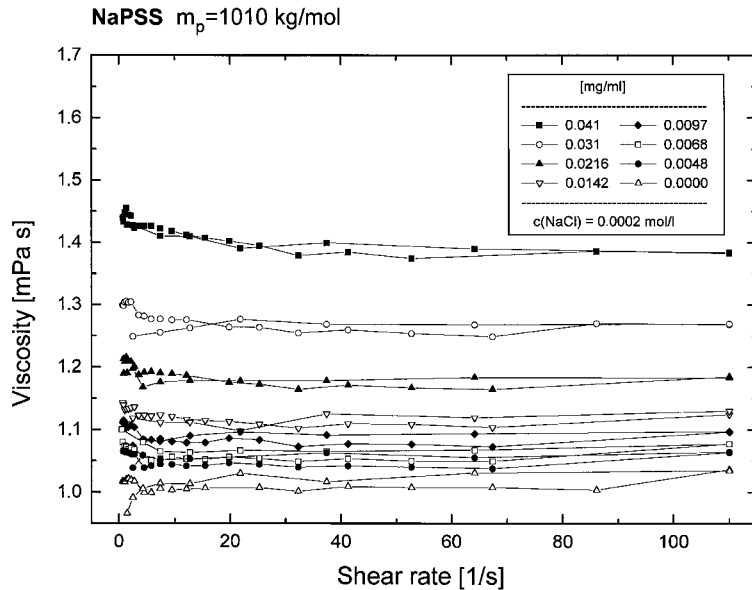 NaPSS m_p=1010 kg/mol
1.7
1.6
1.5
1.4
1.3
1.2
1.1
1.0
Viscosity [mPa s]
[mg/ml]
0.041 0.0097
0.031 0.0068
0.0216 0.0048
0.0142 0.0000
c(NaCl) = 0.0002 mol/l
0 20 40 60 80 100
Shear rate [1/s]